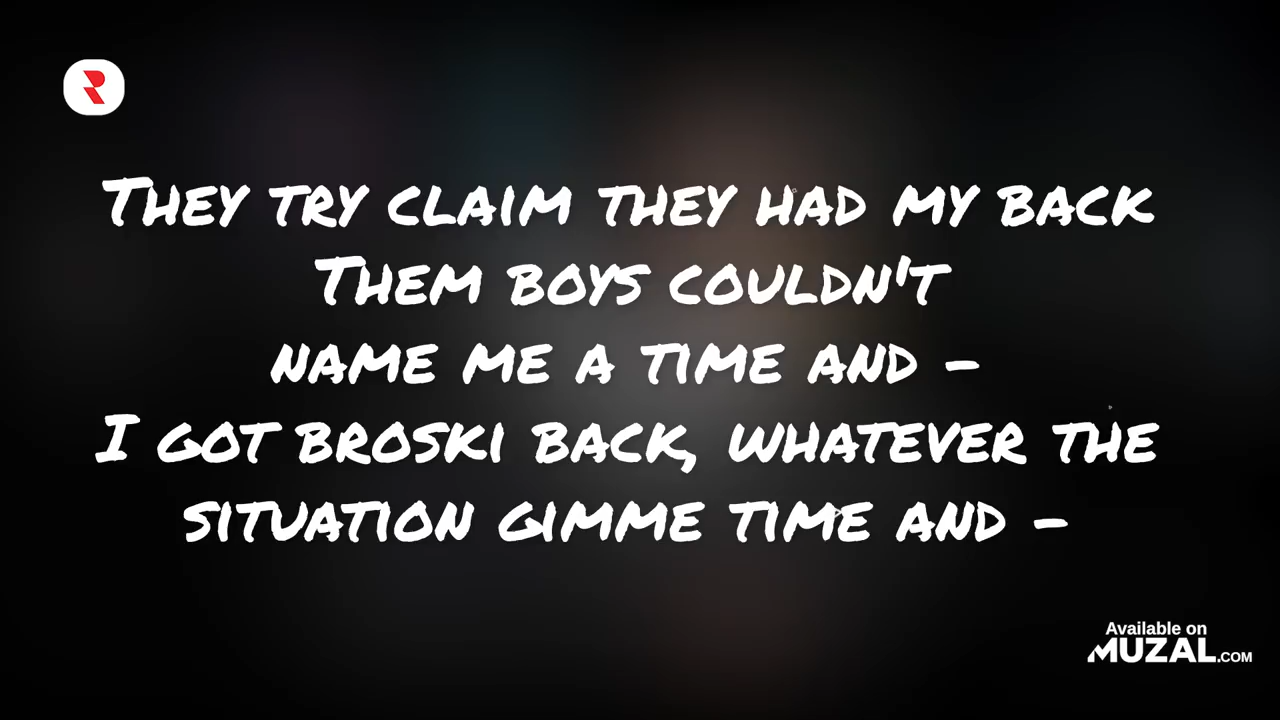 They try claim they had my back
Them boys couldn't
name me a time and -
I got broski back, whatever the
situation gimme time and -
Available on
MUZAL.COM